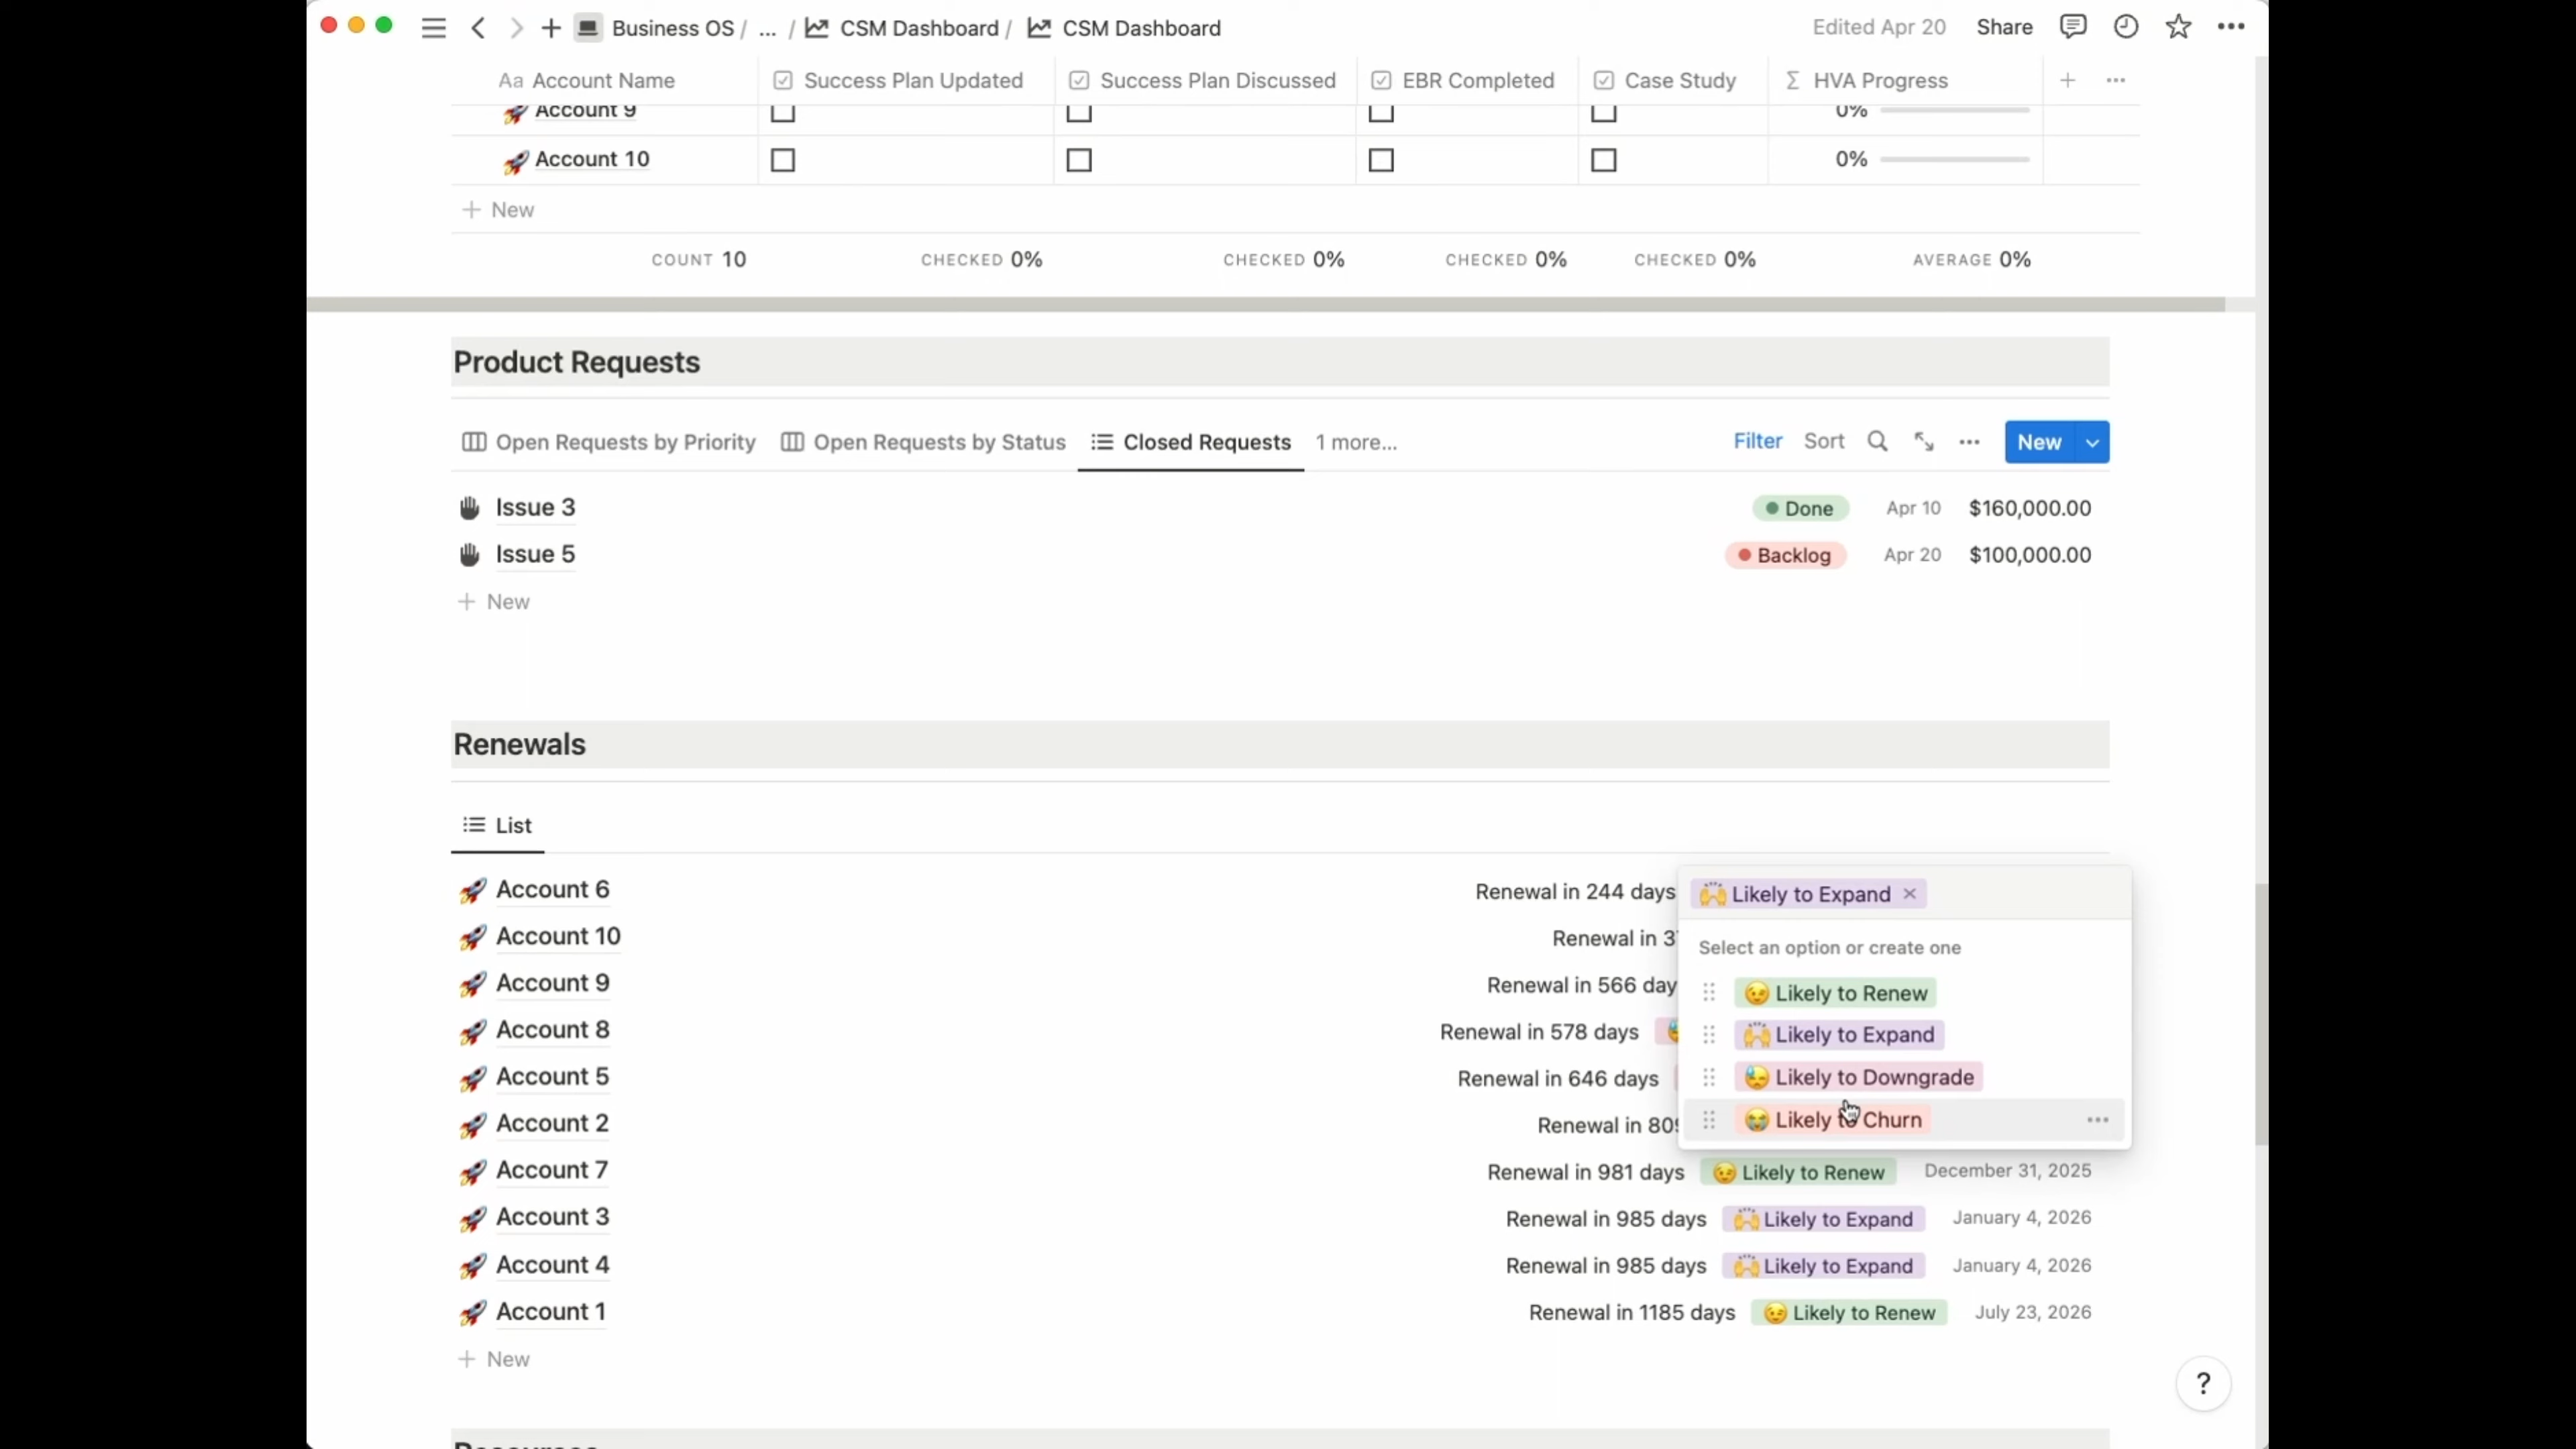 Business OS / ... / CSM Dashboard / CSM Dashboard Edited Apr 20 Share
Aa Account Name Success Plan Updated Success Plan Discussed EBR Completed Case Study Σ HVA Progress
Account 9 0%
Account 10 0%
+ New
COUNT 10 CHECKED 0% CHECKED 0% CHECKED 0% CHECKED 0% AVERAGE 0%
Product Requests
Open Requests by Priority Open Requests by Status Closed Requests 1 more... Filter Sort New
Issue 3 Done Apr 10 $160,000.00
Issue 5 Backlog Apr 20 $100,000.00
+ New
Renewals
List
Account 6 Renewal in 244 days Likely to Expand ×
Account 10 Renewal in
Select an option or create one
Account 9 Renewal in 566
Likely to Renew
Account 8 Renewal in 578 days
Likely to Expand
Account 5 Renewal in 646 days
Likely to Downgrade
Account 2 Renewal in
Likely to Churn
Account 7 Renewal in 981 days Likely to Renew December 31, 2025
Account 3 Renewal in 985 days Likely to Expand January 4, 2026
Account 4 Renewal in 985 days Likely to Expand January 4, 2026
Account 1 Renewal in 1185 days Likely to Renew July 23, 2026
+ New
?